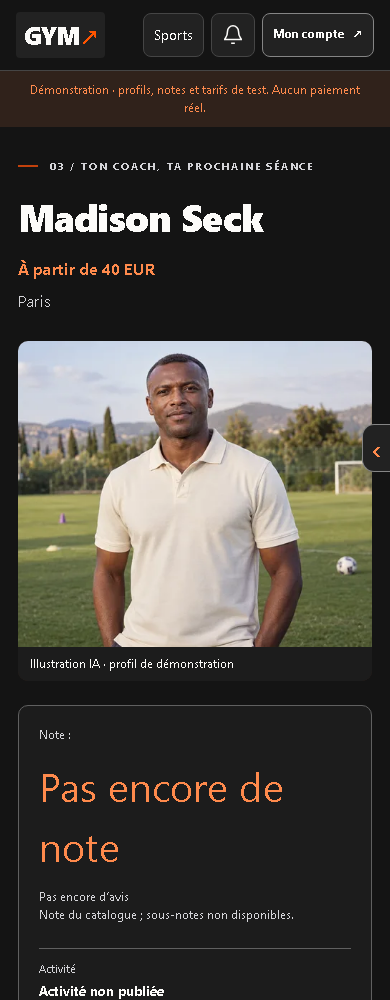 GYM↗
Sports
Mon compte ↗
Démonstration · profils, notes et tarifs de test. Aucun paiement
réel.
03 / TON COACH, TA PROCHAINE SÉANCE
Madison Seck
À partir de 40 EUR
Paris
Illustration IA · profil de démonstration
Note :
Pas encore de
note
Pas encore d’avis
Note du catalogue ; sous-notes non disponibles.
Activité
Activité non publiée